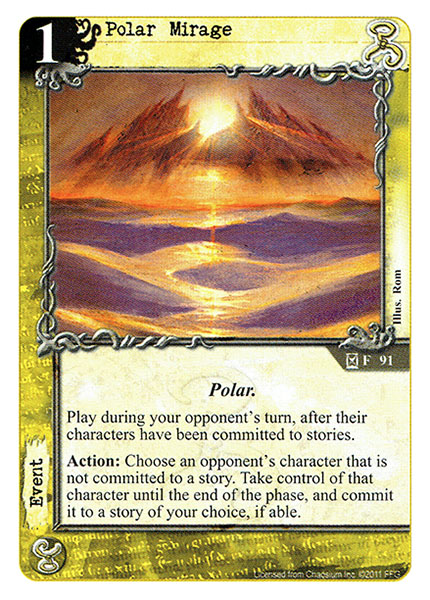 1
Polar Mirage
Illus. Rom
F 91
Polar.
Play during your opponent's turn, after their
characters have been committed to stories.
Action: Choose an opponent's character that is
not committed to a story. Take control of that
character until the end of the phase, and commit
it to a story of your choice, if able.
Event
Licensed from Chaosium Inc. ©2011 FFG